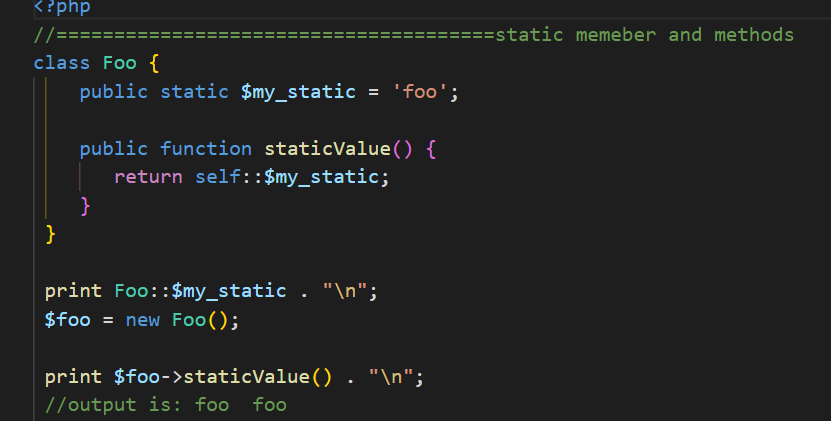 <?php
//======================================static memeber and methods
class Foo {
public static $my_static = 'foo';
public function staticValue() {
return self::$my_static;
}
}
print Foo::$my_static . "\n";
$foo = new Foo();
print $foo->staticValue() . "\n";
//output is: foo  foo